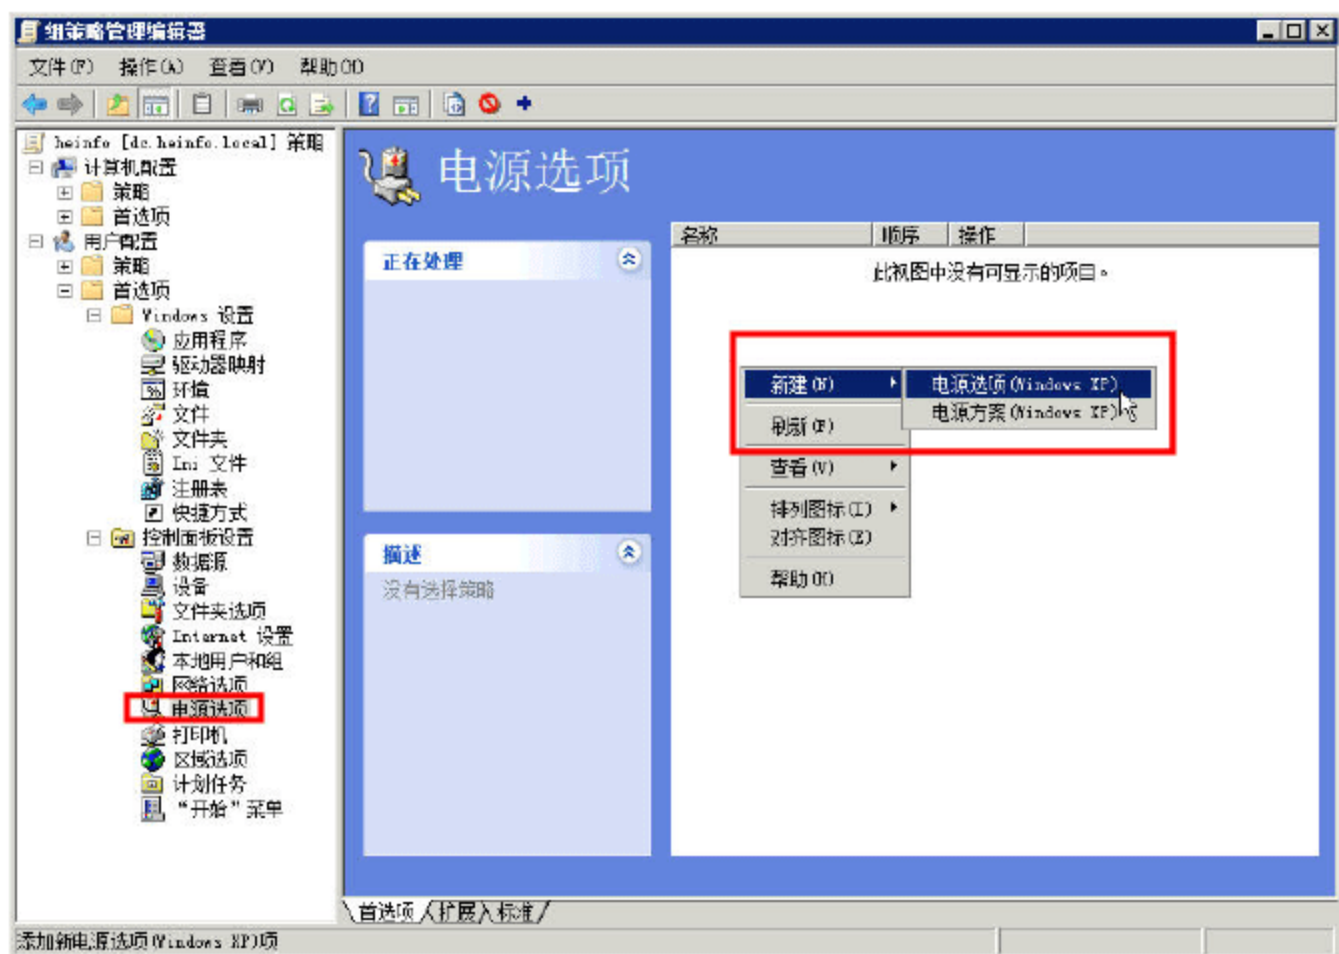 组策略管理编辑器
文件(F) 操作(A) 查看(V) 帮助(H)
heinfo [dc.heinfo.local] 策略
计算机配置
策略
首选项
用户配置
策略
首选项
Windows 设置
应用程序
驱动器映射
环境
文件
文件夹
Ini 文件
注册表
快捷方式
控制面板设置
数据源
设备
文件夹选项
Internet 设置
本地用户和组
网络选项
电源选项
打印机
区域选项
计划任务
“开始”菜单
电源选项
正在处理
描述
没有选择策略
名称 顺序 操作
此视图中没有可显示的项目。
新建(N)
刷新(F)
查看(V)
排列图标(I)
对齐图标(E)
帮助(H)
电源选项(Windows XP)
电源方案(Windows XP)
首选项 扩展 标准
添加新电源选项(Windows XP)项